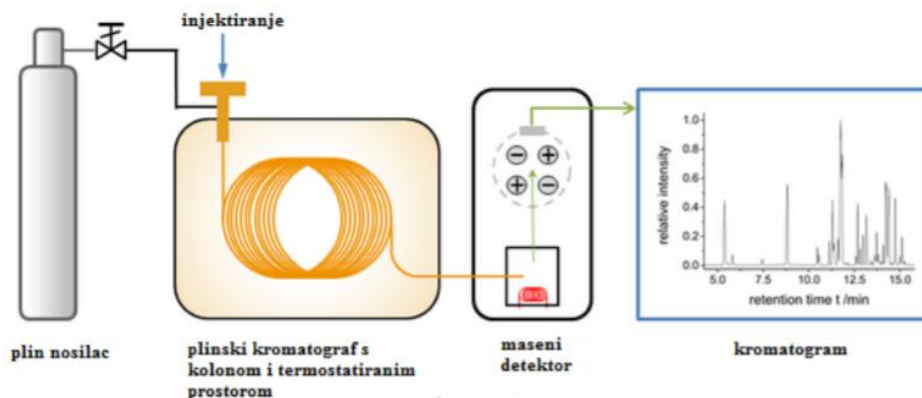 injektiranje
plin nosilac
plinski kromatograf s
kolonom i termostatiranim
prostorom
maseni
detektor
− +
+ −
relative intensity
1.0
0.8
0.6
0.4
0.2
0.0
5.0 7.5 10.0 12.5 15.0
retention time t /min
kromatogram